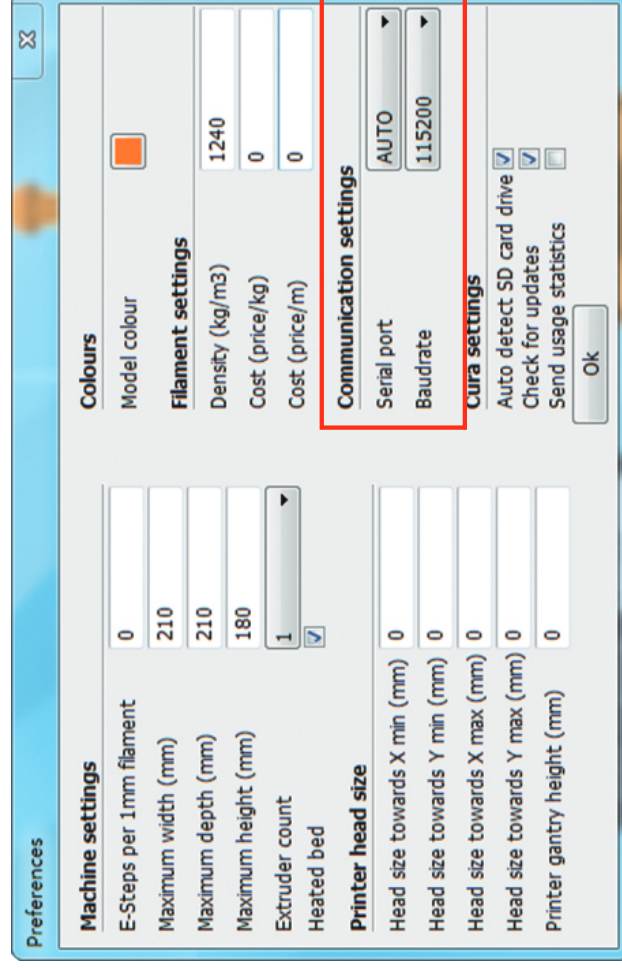 Preferences
Machine settings
E-Steps per 1mm filament 0
Maximum width (mm) 210
Maximum depth (mm) 210
Maximum height (mm) 180
Extruder count 1
Heated bed
Printer head size
Head size towards X min (mm) 0
Head size towards Y min (mm) 0
Head size towards X max (mm) 0
Head size towards Y max (mm) 0
Printer gantry height (mm) 0
Colours
Model colour
Filament settings
Density (kg/m3) 1240
Cost (price/kg) 0
Cost (price/m) 0
Communication settings
Serial port AUTO
Baudrate 115200
Cura settings
Auto detect SD card drive
Check for updates
Send usage statistics
Ok